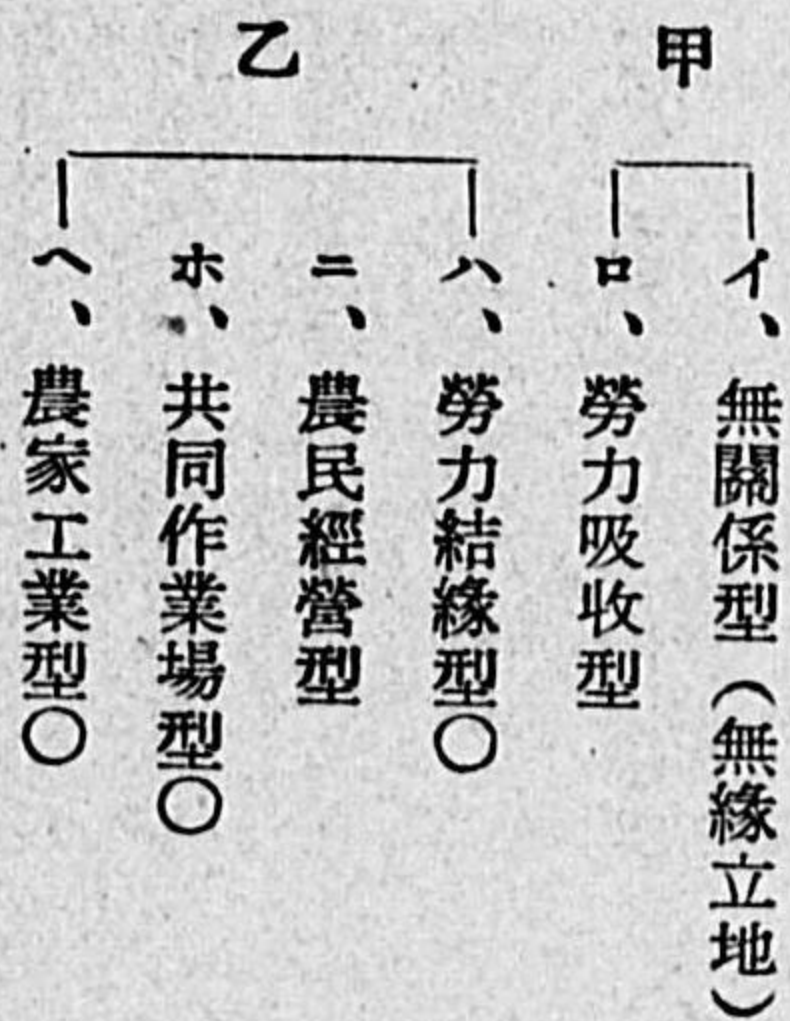 甲
イ、無關係型（無緣立地）
ロ、勞力吸收型
乙
ハ、勞力結緣型〇
ニ、農民經營型
ホ、共同作業場型〇
ヘ、農家工業型〇